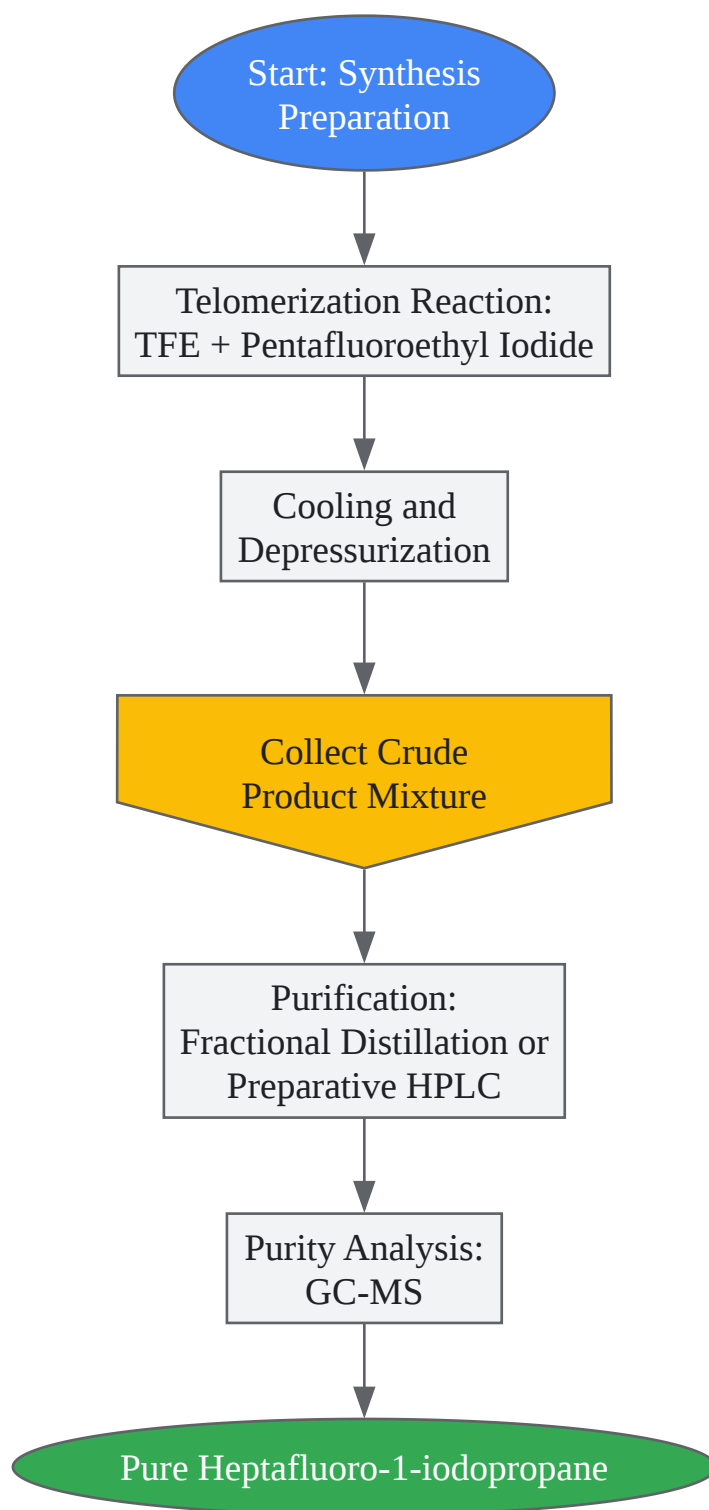 Start: Synthesis
Preparation
Telomerization Reaction:
TFE + Pentafluoroethyl Iodide
Cooling and
Depressurization
Collect Crude
Product Mixture
Purification:
Fractional Distillation or
Preparative HPLC
Purity Analysis:
GC-MS
Pure Heptafluoro-1-iodopropane